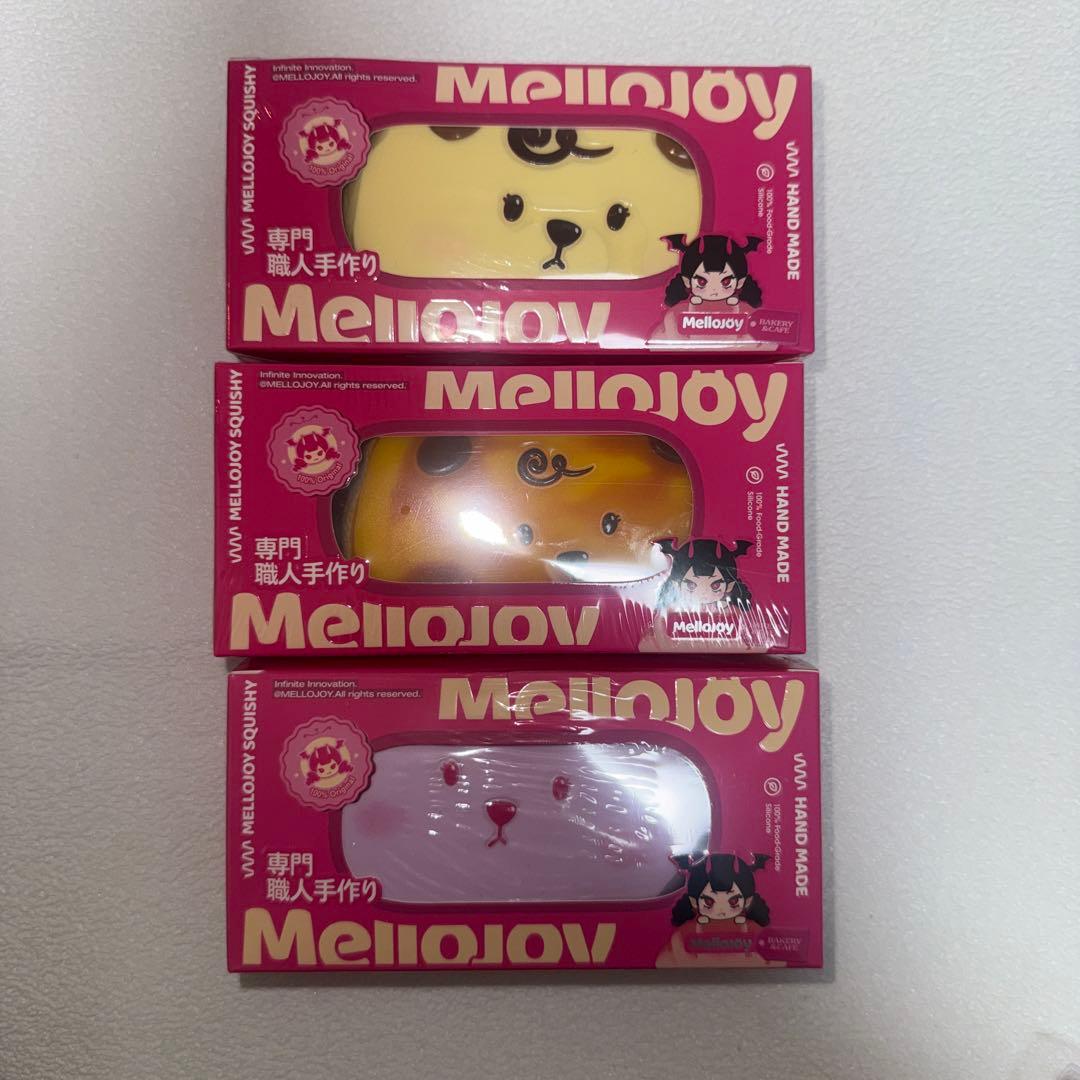 Infinite Innovation.
@MELLOJOY.All rights reserved.
MelloJOy
MELLOJOY SQUISHY
100% Original
HAND MADE
100% Food-Grade
Silicone
専門
職人手作り
MelloJOy
MelloJOy
BAKERY
&CAFE
Infinite Innovation.
@MELLOJOY.All rights reserved.
MelloJOy
MELLOJOY SQUISHY
100% Original
HAND MADE
100% Food-Grade
Silicone
専門
職人手作り
MelloJOy
MelloJOy
Infinite Innovation.
@MELLOJOY.All rights reserved.
MelloJOy
MELLOJOY SQUISHY
100% Original
HAND MADE
100% Food-Grade
Silicone
専門
職人手作り
MelloJOy
MelloJOy
BAKERY
&CAFE